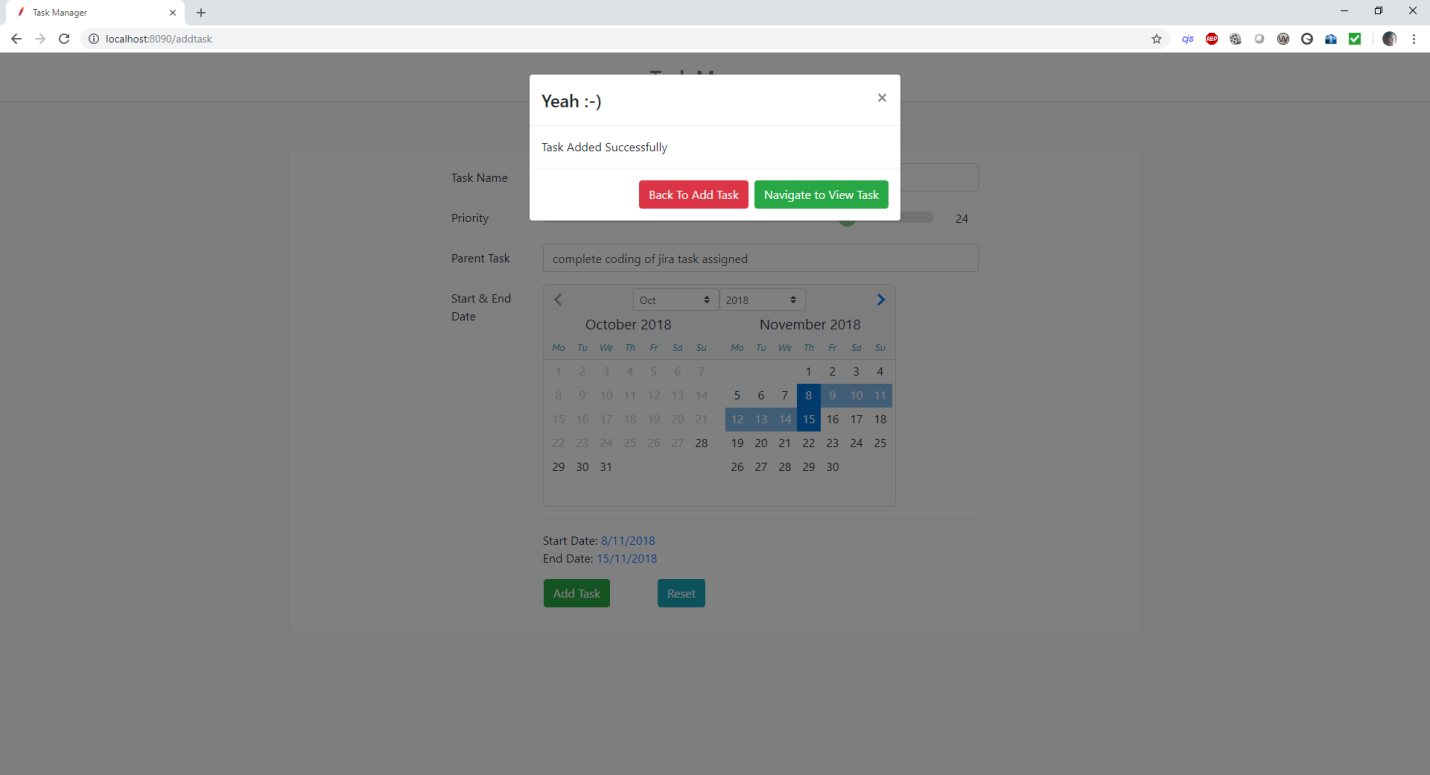 Task Manager
localhost:8090/addtask
cjs
ABP
Yeah :-)
×
Task Added Successfully
Back To Add Task Navigate to View Task
Task Name
Priority 24
Parent Task complete coding of jira task assigned
Start & End Date
Oct 2018
October 2018 November 2018
Mo Tu We Th Fr Sa Su Mo Tu We Th Fr Sa Su
1 2 3 4 5 6 7 1 2 3 4
8 9 10 11 12 13 14 5 6 7 8 9 10 11
15 16 17 18 19 20 21 12 13 14 15 16 17 18
22 23 24 25 26 27 28 19 20 21 22 23 24 25
29 30 31 26 27 28 29 30
Start Date: 8/11/2018
End Date: 15/11/2018
Add Task Reset